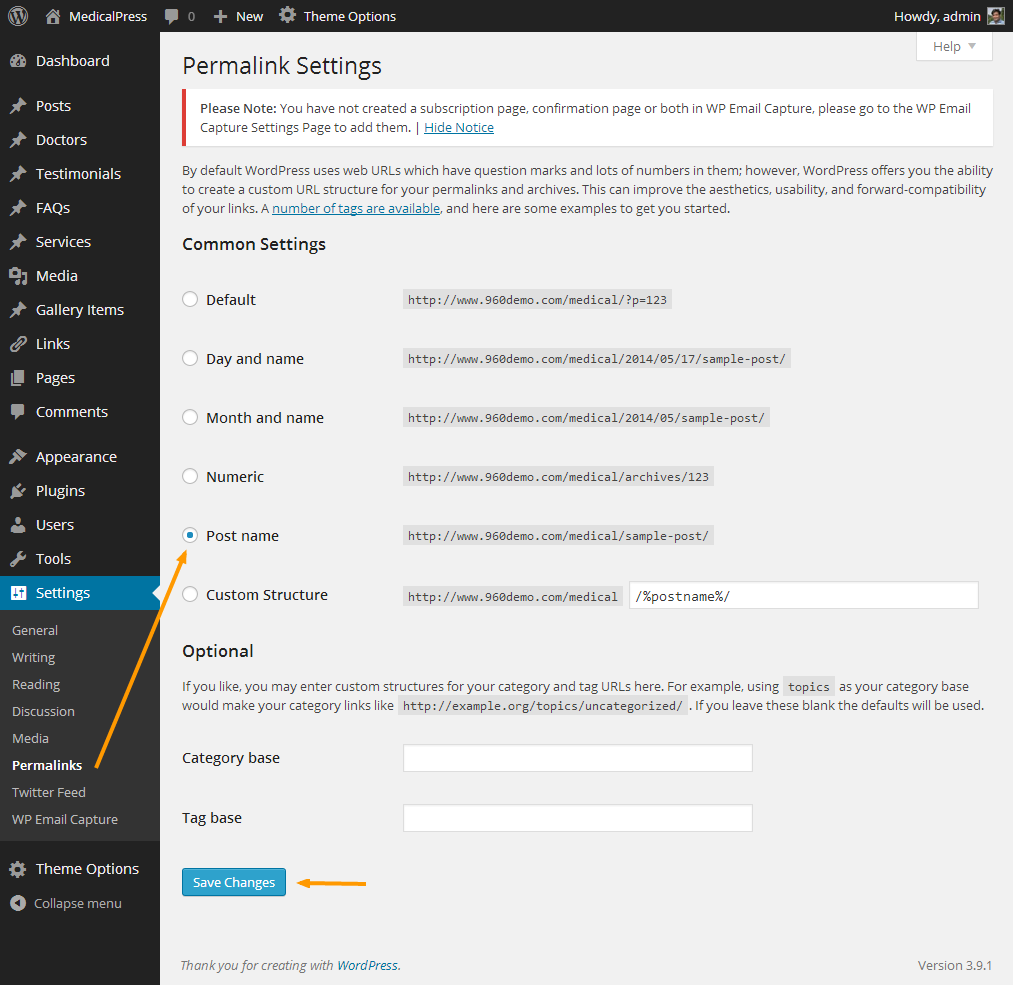 MedicalPress 0 New Theme Options Howdy, admin
Help
Dashboard
Posts
Doctors
Testimonials
FAQs
Services
Media
Gallery Items
Links
Pages
Comments
Appearance
Plugins
Users
Tools
Settings
General
Writing
Reading
Discussion
Media
Permalinks
Twitter Feed
WP Email Capture
Theme Options
Collapse menu
Permalink Settings
Please Note: You have not created a subscription page, confirmation page or both in WP Email Capture, please go to the WP Email
Capture Settings Page to add them. | Hide Notice
By default WordPress uses web URLs which have question marks and lots of numbers in them; however, WordPress offers you the ability
to create a custom URL structure for your permalinks and archives. This can improve the aesthetics, usability, and forward-compatibility
of your links. A number of tags are available, and here are some examples to get you started.
Common Settings
Default http://www.960demo.com/medical/?p=123
Day and name http://www.960demo.com/medical/2014/05/17/sample-post/
Month and name http://www.960demo.com/medical/2014/05/sample-post/
Numeric http://www.960demo.com/medical/archives/123
Post name http://www.960demo.com/medical/sample-post/
Custom Structure http://www.960demo.com/medical /%postname%/
Optional
If you like, you may enter custom structures for your category and tag URLs here. For example, using topics as your category base
would make your category links like http://example.org/topics/uncategorized/ . If you leave these blank the defaults will be used.
Category base
Tag base
Save Changes
Thank you for creating with WordPress. Version 3.9.1